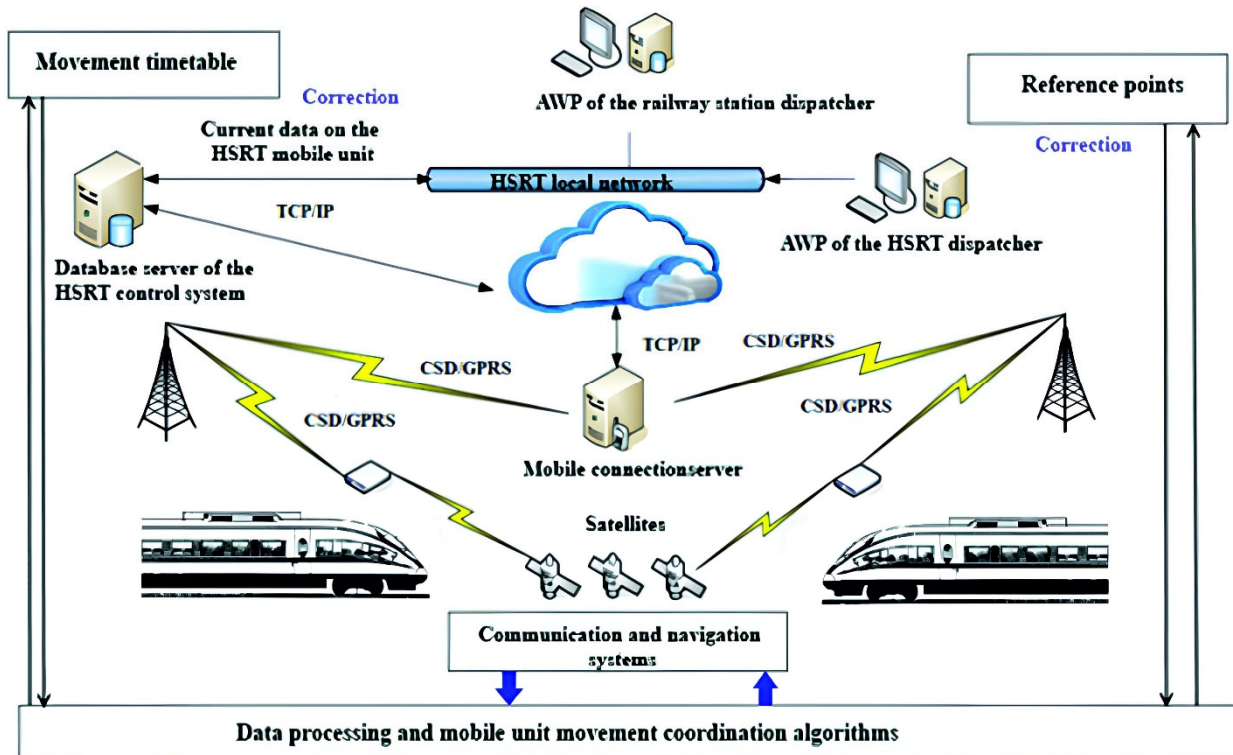 Movement timetable
Correction
AWP of the railway station dispatcher
Reference points
Correction
Current data on the
HSRT mobile unit
HSRT local network
TCP/IP
AWP of the HSRT dispatcher
Database server of the
HSRT control system
TCP/IP
CSD/GPRS
CSD/GPRS
CSD/GPRS
CSD/GPRS
Mobile connectionserver
Satellites
Communication and navigation
systems
Data processing and mobile unit movement coordination algorithms